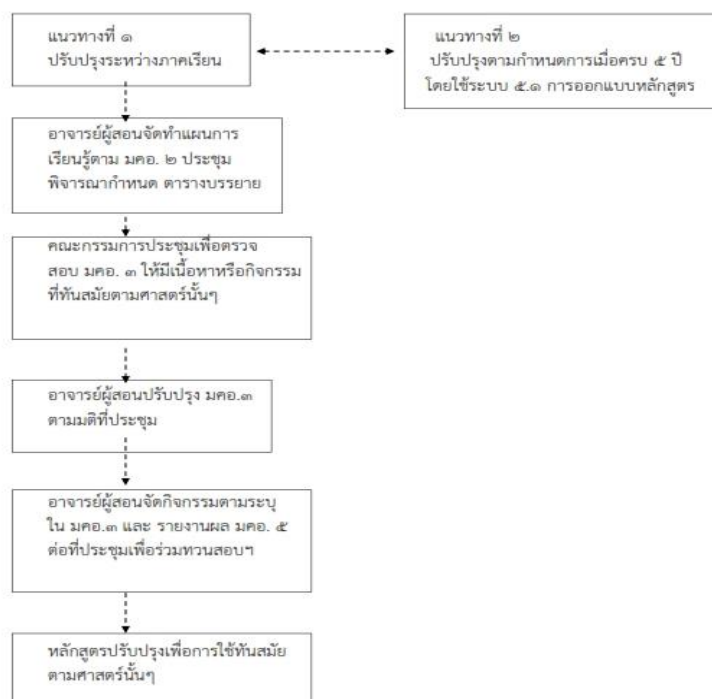 แนวทางที่ ๑
ปรับปรุงระหว่างภาคเรียน
แนวทางที่ ๒
ปรับปรุงตามกำหนดการเมื่อครบ ๕ ปี
โดยใช้ระบบ ๕.๑ การออกแบบหลักสูตร
อาจารย์ผู้สอนจัดทำแผนการ
เรียนรู้ตาม มคอ. ๒ ประชุม
พิจารณากำหนด ตารางบรรยาย
คณะกรรมการประชุมเพื่อตรวจ
สอบ มคอ. ๓ ให้มีเนื้อหาหรือกิจกรรม
ที่ทันสมัยตามศาสตร์นั้นๆ
อาจารย์ผู้สอนปรับปรุง มคอ.๓
ตามมติที่ประชุม
อาจารย์ผู้สอนจัดกิจกรรมตามระบุ
ใน มคอ.๓ และ รายงานผล มคอ. ๕
ต่อที่ประชุมเพื่อร่วมทวนสอบฯ
หลักสูตรปรับปรุงเพื่อการใช้ทันสมัย
ตามศาสตร์นั้นๆ